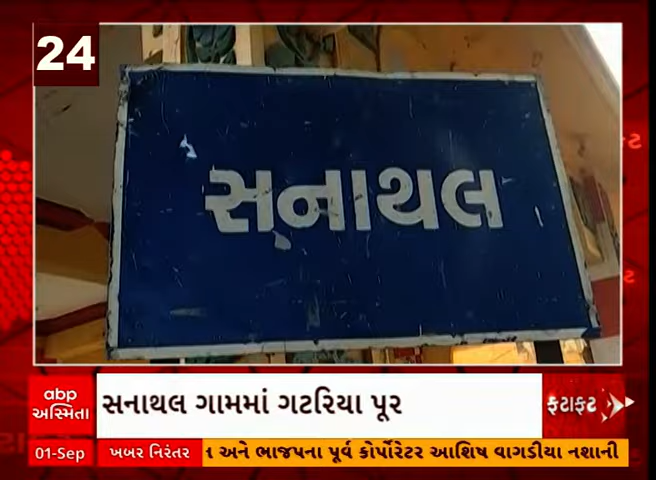 24
સનાથલ
abp
અસ્મિતા
સનાથલ ગામમાં ગટરિયા પૂર
ફટાફટ
01-Sep
ખબર નિરંતર
અને ભાજપના પૂર્વ કોર્પોરેટર આશિષ વાગડીયા નશાની